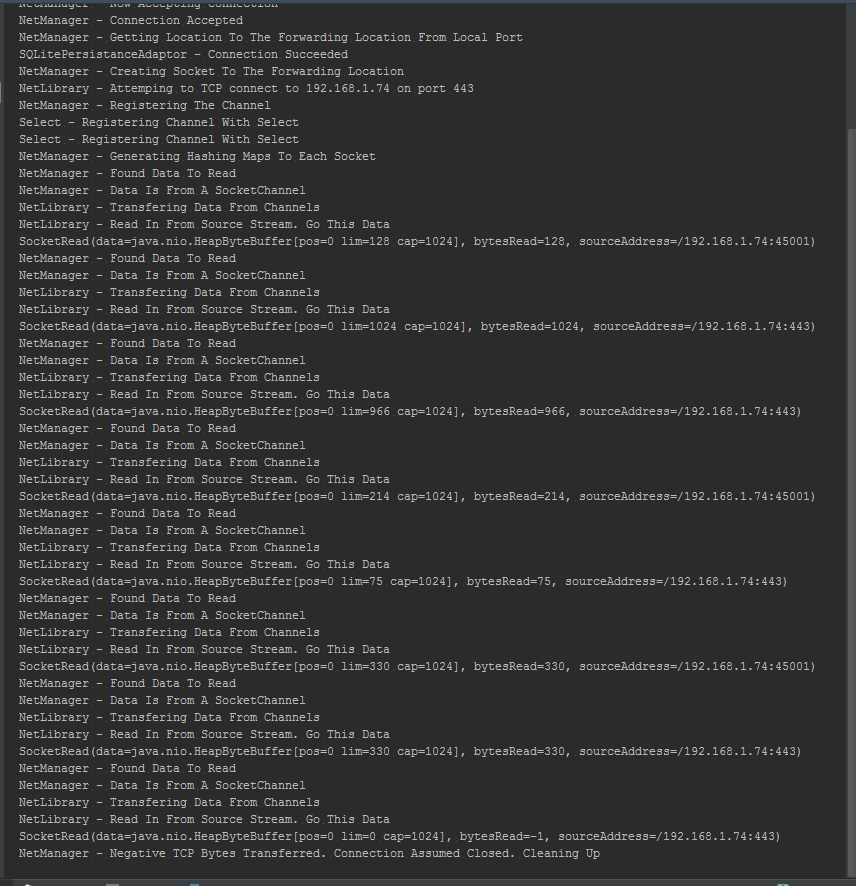 NetManager - Now Accepting Connection
NetManager - Connection Accepted
NetManager - Getting Location To The Forwarding Location From Local Port
SQLitePersistanceAdaptor - Connection Succeeded
NetManager - Creating Socket To The Forwarding Location
NetLibrary - Attemping to TCP connect to 192.168.1.74 on port 443
NetManager - Registering The Channel
Select - Registering Channel With Select
Select - Registering Channel With Select
NetManager - Generating Hashing Maps To Each Socket
NetManager - Found Data To Read
NetManager - Data Is From A SocketChannel
NetLibrary - Transfering Data From Channels
NetLibrary - Read In From Source Stream. Go This Data
SocketRead(data=java.nio.HeapByteBuffer[pos=0 lim=128 cap=1024], bytesRead=128, sourceAddress=/192.168.1.74:45001)
NetManager - Found Data To Read
NetManager - Data Is From A SocketChannel
NetLibrary - Transfering Data From Channels
NetLibrary - Read In From Source Stream. Go This Data
SocketRead(data=java.nio.HeapByteBuffer[pos=0 lim=1024 cap=1024], bytesRead=1024, sourceAddress=/192.168.1.74:443)
NetManager - Found Data To Read
NetManager - Data Is From A SocketChannel
NetLibrary - Transfering Data From Channels
NetLibrary - Read In From Source Stream. Go This Data
SocketRead(data=java.nio.HeapByteBuffer[pos=0 lim=966 cap=1024], bytesRead=966, sourceAddress=/192.168.1.74:443)
NetManager - Found Data To Read
NetManager - Data Is From A SocketChannel
NetLibrary - Transfering Data From Channels
NetLibrary - Read In From Source Stream. Go This Data
SocketRead(data=java.nio.HeapByteBuffer[pos=0 lim=214 cap=1024], bytesRead=214, sourceAddress=/192.168.1.74:45001)
NetManager - Found Data To Read
NetManager - Data Is From A SocketChannel
NetLibrary - Transfering Data From Channels
NetLibrary - Read In From Source Stream. Go This Data
SocketRead(data=java.nio.HeapByteBuffer[pos=0 lim=75 cap=1024], bytesRead=75, sourceAddress=/192.168.1.74:443)
NetManager - Found Data To Read
NetManager - Data Is From A SocketChannel
NetLibrary - Transfering Data From Channels
NetLibrary - Read In From Source Stream. Go This Data
SocketRead(data=java.nio.HeapByteBuffer[pos=0 lim=330 cap=1024], bytesRead=330, sourceAddress=/192.168.1.74:45001)
NetManager - Found Data To Read
NetManager - Data Is From A SocketChannel
NetLibrary - Transfering Data From Channels
NetLibrary - Read In From Source Stream. Go This Data
SocketRead(data=java.nio.HeapByteBuffer[pos=0 lim=330 cap=1024], bytesRead=330, sourceAddress=/192.168.1.74:443)
NetManager - Found Data To Read
NetManager - Data Is From A SocketChannel
NetLibrary - Transfering Data From Channels
NetLibrary - Read In From Source Stream. Go This Data
SocketRead(data=java.nio.HeapByteBuffer[pos=0 lim=0 cap=1024], bytesRead=-1, sourceAddress=/192.168.1.74:443)
NetManager - Negative TCP Bytes Transferred. Connection Assumed Closed. Cleaning Up